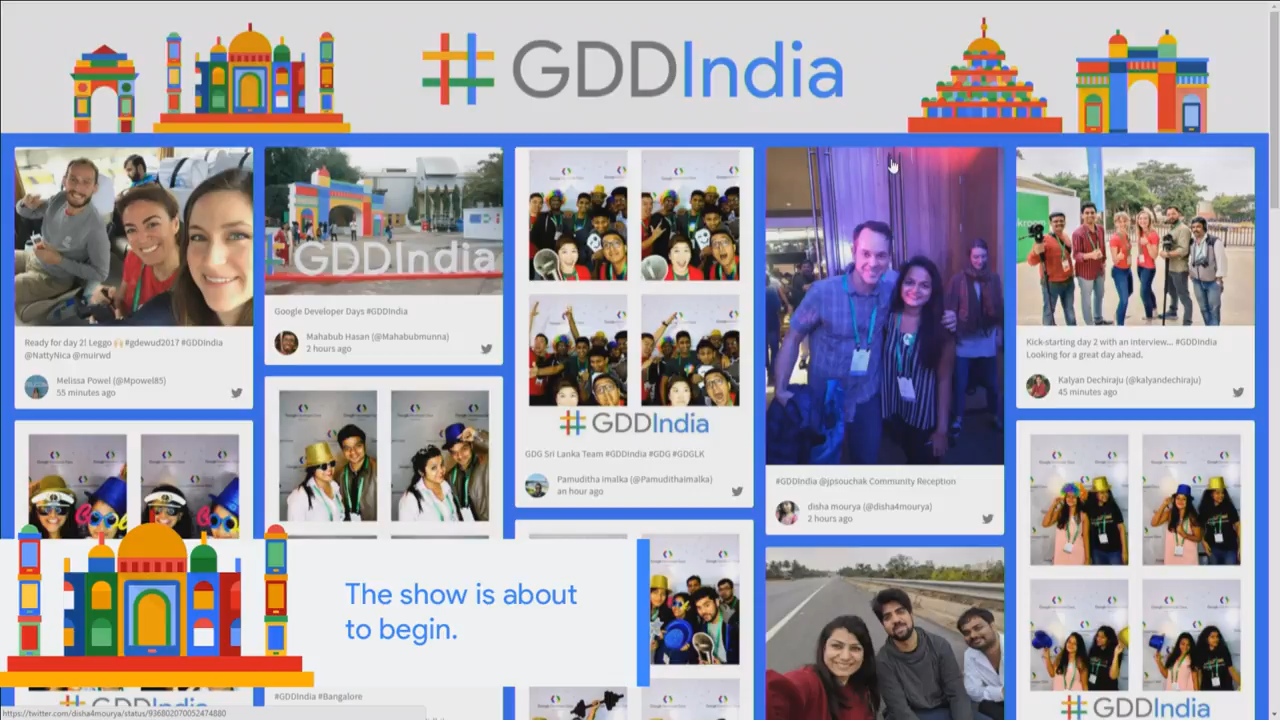 #GDDIndia
Ready for day 2! Leggo 🙌 #gdewud2017 #GDDIndia
@NattyNica @muirwd
Melissa Powel (@Mpowel85)
55 minutes ago
#GDDIndia
Google Developer Days #GDDIndia
Mahabub Hasan (@Mahabubmunna)
2 hours ago
#GDDIndia
GDG Sri Lanka Team #GDDIndia #GDG #GDGLK
Pamuditha Imalka (@PamudithaImalka)
an hour ago
#GDDIndia @jpsouchak Community Reception
disha mourya (@disha4mourya)
2 hours ago
Kick-starting day 2 with an interview... #GDDIndia
Looking for a great day ahead.
Kalyan Dechiraju (@kalyandechiraju)
45 minutes ago
The show is about
to begin.
#GDDIndia #Bangalore
#GDDIndia
https://twitter.com/disha4mourya/status/936802070052474880